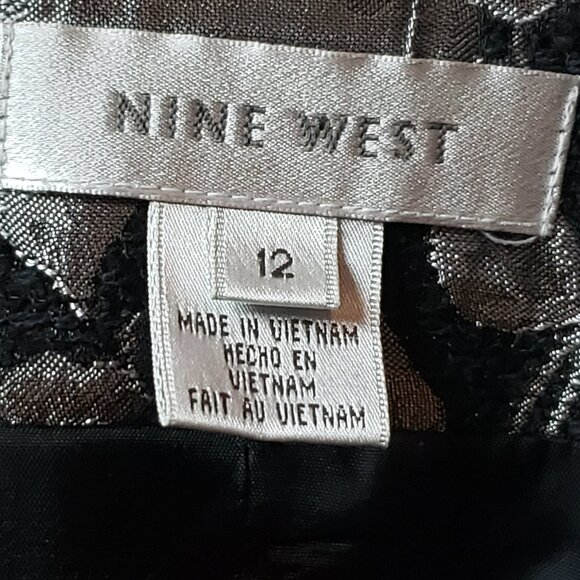 NINE WEST
12
MADE IN VIETNAM
HECHO EN
VIETNAM
FAIT AU VIETNAM